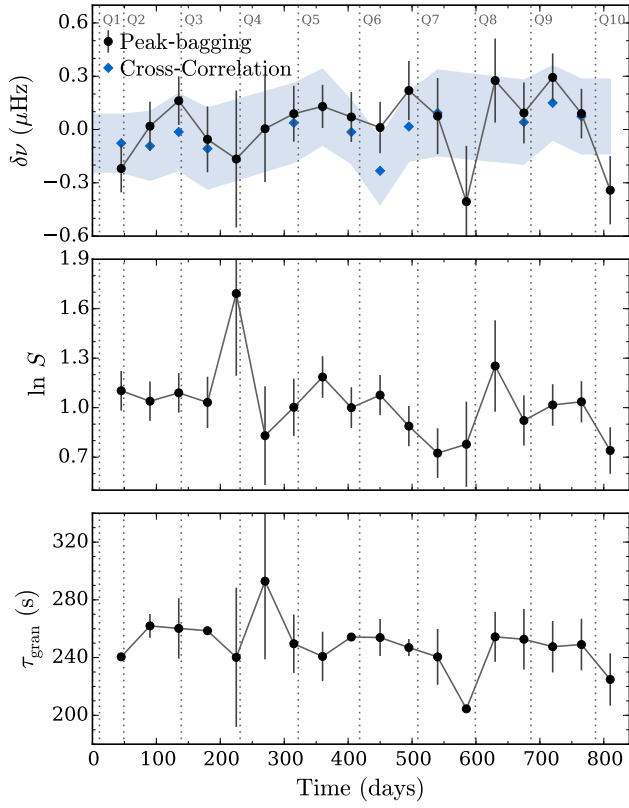 Q1 Q2 Q3 Q4 Q5 Q6 Q7 Q8 Q9 Q10
Peak-bagging
Cross-Correlation
δν (μHz)
0.6
0.3
0.0
−0.3
−0.6
ln S
1.9
1.6
1.3
1.0
0.7
τgran (s)
320
280
240
200
0 100 200 300 400 500 600 700 800
Time (days)